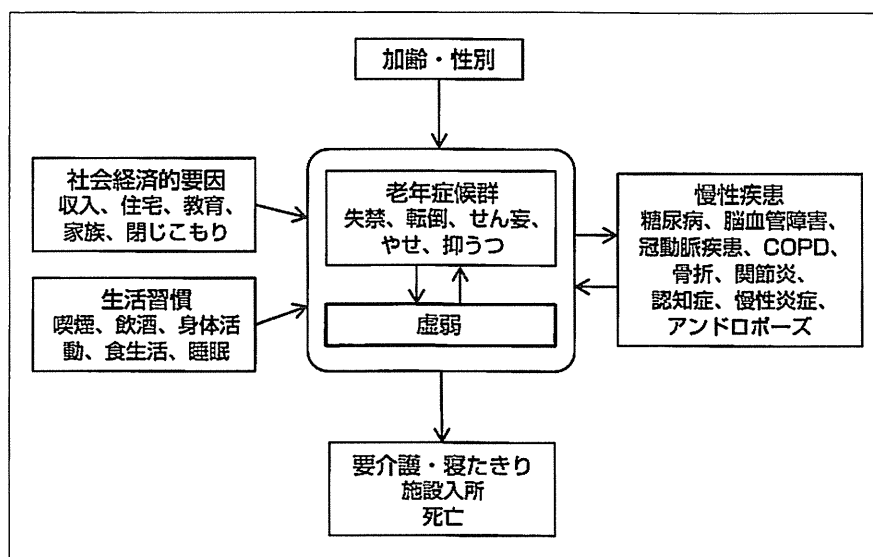 加齢・性別
社会経済的要因
収入、住宅、教育、
家族、閉じこもり
生活習慣
喫煙、飲酒、身体活
動、食生活、睡眠
老年症候群
失禁、転倒、せん妄、
やせ、抑うつ
虚弱
慢性疾患
糖尿病、脳血管障害、
冠動脈疾患、COPD、
骨折、関節炎、
認知症、慢性炎症、
アンドロポーズ
要介護・寝たきり
施設入所
死亡